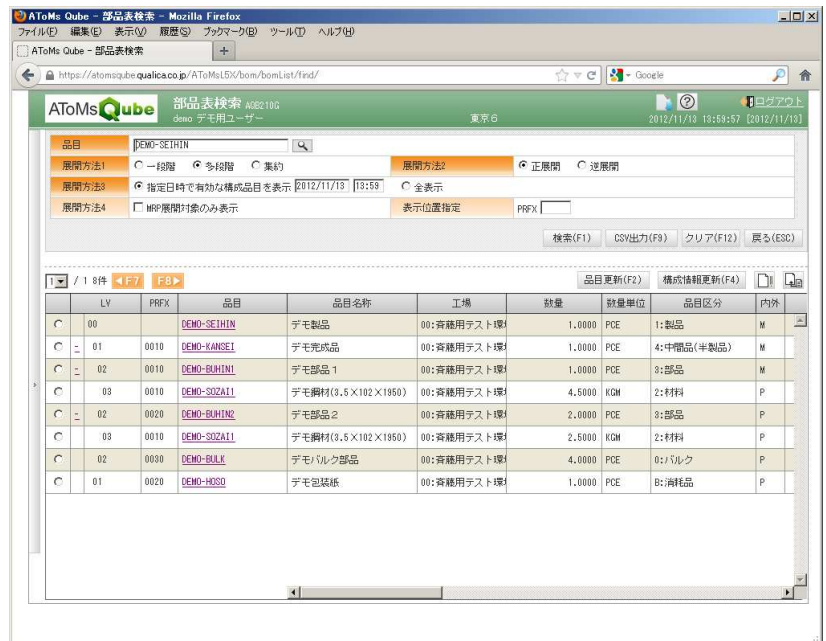 AToMs Qube - 部品表検索 - Mozilla Firefox
ファイル(F) 編集(E) 表示(V) 履歴(S) ブックマーク(B) ツール(T) ヘルプ(H)
AToMs Qube - 部品表検索 +
https://atomsqube.qualica.co.jp/AToMsL5X/bom/bomList/find/ Google
AToMs Qube 部品表検索 AOB210G ? ログアウト
demo デモ用ユーザー 東京6 2012/11/13 13:59:57 [2012/11/13]
品目 DEMO-SEIHIN
展開方法1 一段階 多段階 集約 展開方法2 正展開 逆展開
展開方法3 指定日時で有効な構成品目を表示 2012/11/13 13:59 全表示
展開方法4 MRP展開対象のみ表示 表示位置指定 PRFX
検索(F1) CSV出力(F9) クリア(F12) 戻る(ESC)
1 / 1 8件 ◀F7 F8▶ 品目更新(F2) 構成情報更新(F4)
LV PRFX 品目 品目名称 工場 数量 数量単位 品目区分 内外
00 DEMO-SEIHIN デモ製品 00:斉藤用テスト環 1.0000 PCE 1:製品 M
- 01 0010 DEMO-KANSEI デモ完成品 00:斉藤用テスト環 1.0000 PCE 4:中間品(半製品) M
- 02 0010 DEMO-BUHIN1 デモ部品1 00:斉藤用テスト環 1.0000 PCE 3:部品 M
03 0010 DEMO-SOZAI1 デモ鋼材(3.5×102×1950) 00:斉藤用テスト環 4.5000 KGM 2:材料 P
- 02 0020 DEMO-BUHIN2 デモ部品2 00:斉藤用テスト環 2.0000 PCE 3:部品 P
03 0010 DEMO-SOZAI1 デモ鋼材(3.5×102×1950) 00:斉藤用テスト環 2.5000 KGM 2:材料 P
02 0030 DEMO-BULK デモバルク部品 00:斉藤用テスト環 4.0000 PCE 0:バルク P
01 0020 DEMO-HOSO デモ包装紙 00:斉藤用テスト環 1.0000 PCE B:消耗品 P